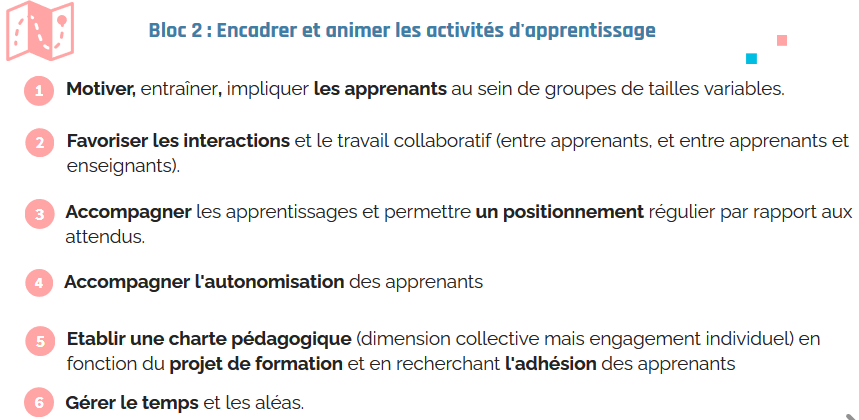 Bloc 2 : Encadrer et animer les activités d'apprentissage
1 Motiver, entraîner, impliquer les apprenants au sein de groupes de tailles variables.
2 Favoriser les interactions et le travail collaboratif (entre apprenants, et entre apprenants et
enseignants).
3 Accompagner les apprentissages et permettre un positionnement régulier par rapport aux
attendus.
4 Accompagner l'autonomisation des apprenants
5 Etablir une charte pédagogique (dimension collective mais engagement individuel) en
fonction du projet de formation et en recherchant l'adhésion des apprenants
6 Gérer le temps et les aléas.